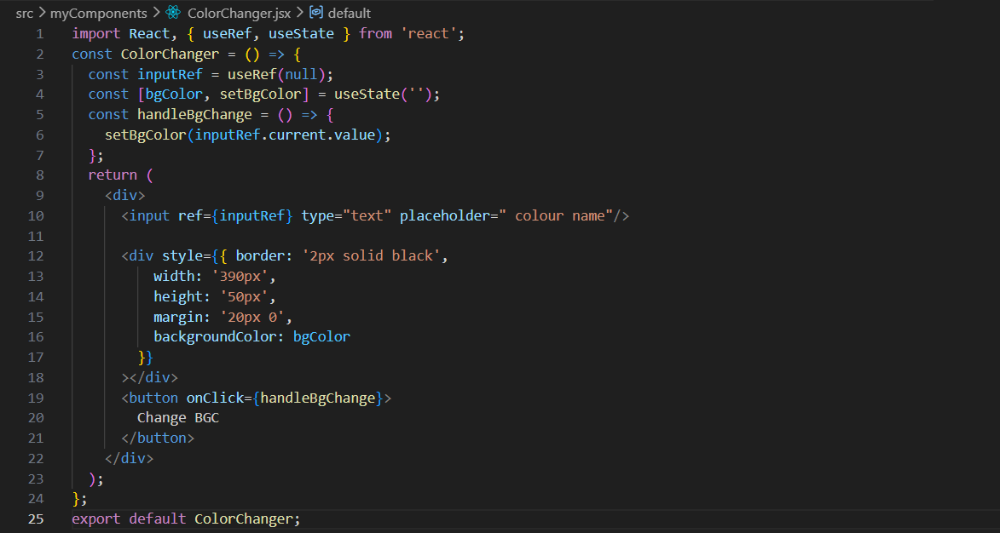 src > myComponents > ColorChanger.jsx > default
1 import React, { useRef, useState } from 'react';
2 const ColorChanger = () => {
3   const inputRef = useRef(null);
4   const [bgColor, setBgColor] = useState('');
5   const handleBgChange = () => {
6     setBgColor(inputRef.current.value);
7   };
8   return (
9     <div>
10       <input ref={inputRef} type="text" placeholder=" colour name"/>
11
12       <div style={{ border: '2px solid black',
13           width: '390px',
14           height: '50px',
15           margin: '20px 0',
16           backgroundColor: bgColor
17         }}
18       ></div>
19       <button onClick={handleBgChange}>
20         Change BGC
21       </button>
22     </div>
23   );
24 };
25 export default ColorChanger;